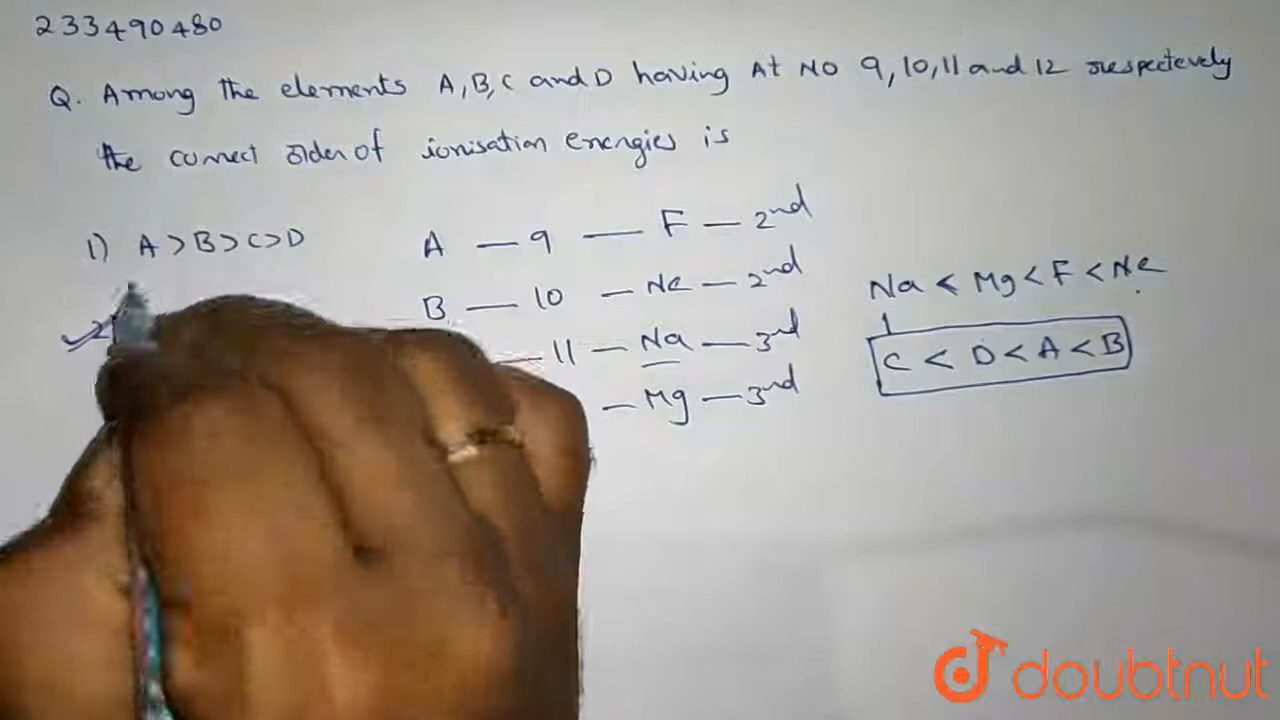 233490480
Q. Among the elements A, B, C and D having At No 9, 10, 11 and 12 respectevely
the correct order of ionisation energies is
1) A > B > C > D
2)
A — 9 — F — 2nd
B — 10 — Ne — 2nd
— 11 — Na — 3rd
— Mg — 3rd
Na < Mg < F < Ne
C < D < A < B
doubtnut